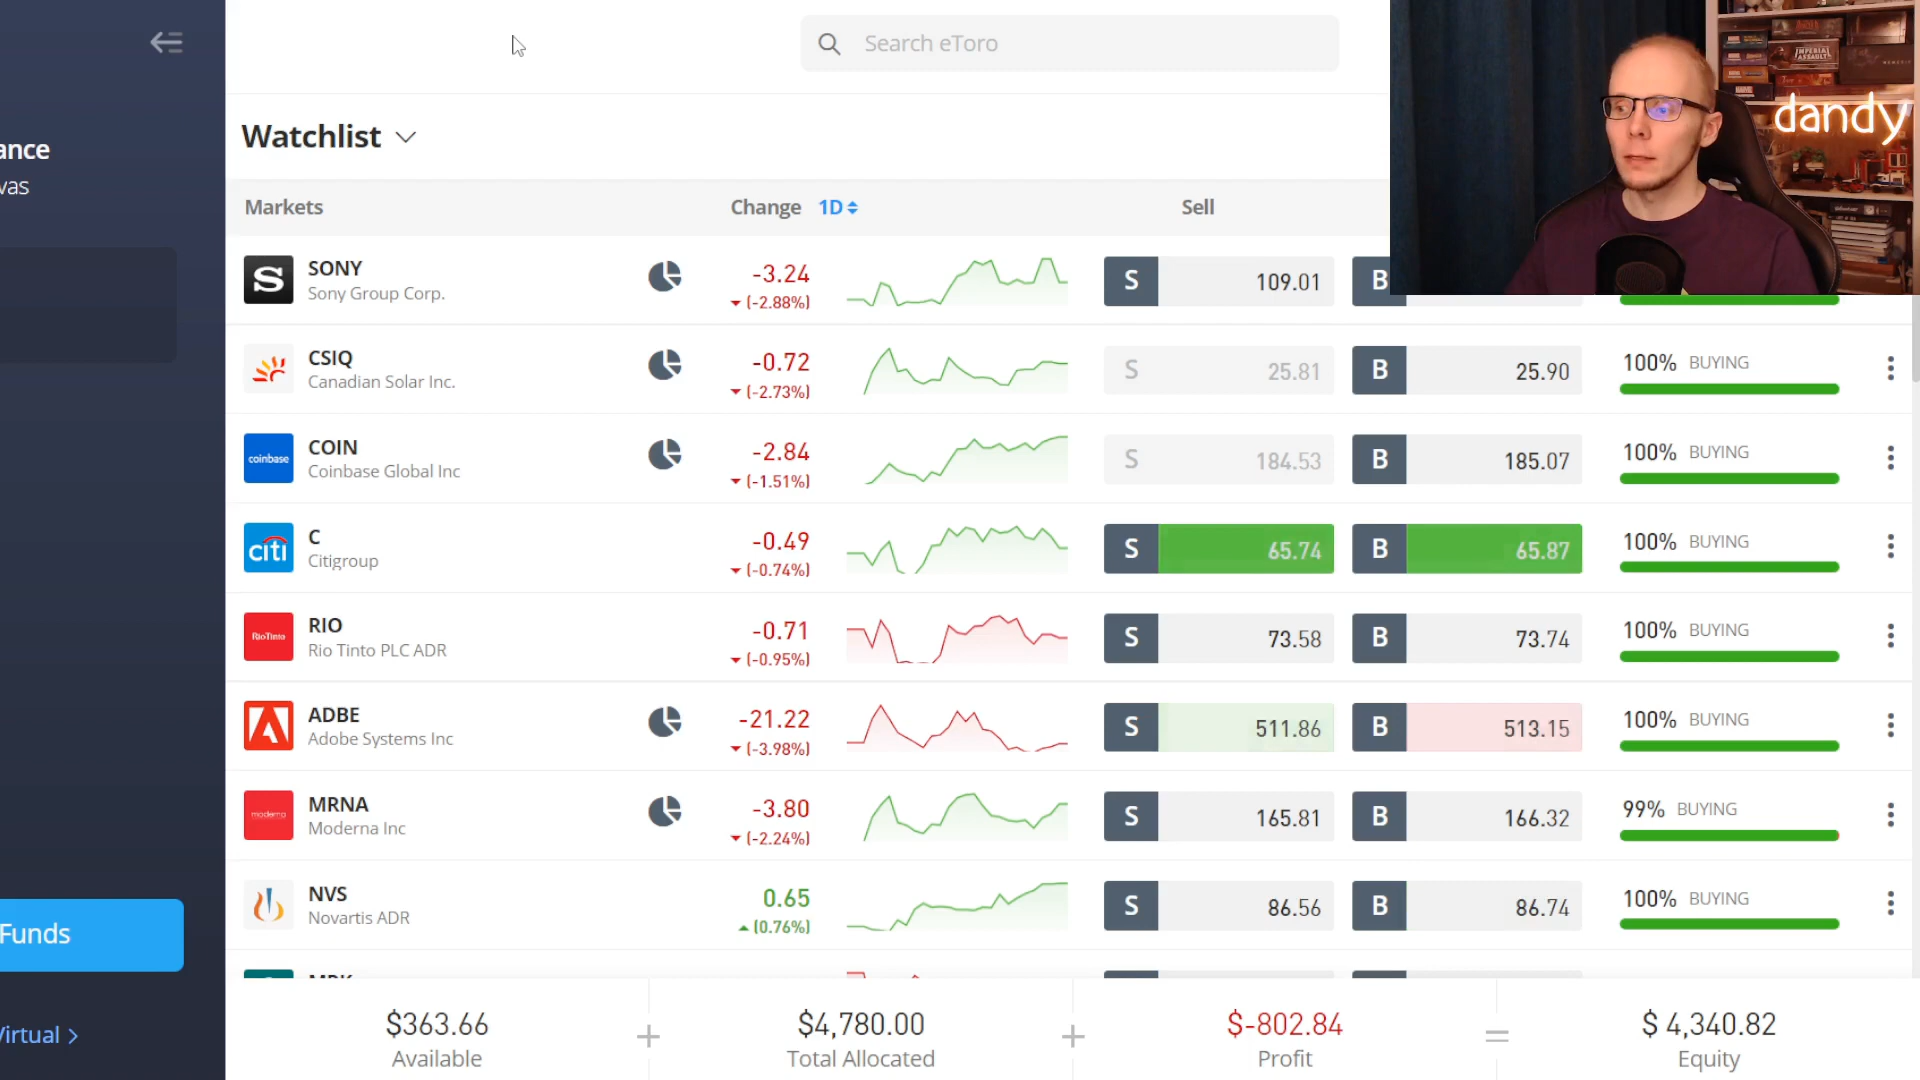 Search eToro
dandy
ance
vas
Watchlist
Markets
Change 1D
Sell
SONY
Sony Group Corp.
-3.24
(-2.88%)
S 109.01
B
CSIQ
Canadian Solar Inc.
-0.72
(-2.73%)
S 25.81
B 25.90
100% BUYING
coinbase
COIN
Coinbase Global Inc
-2.84
(-1.51%)
S 184.53
B 185.07
100% BUYING
citi
C
Citigroup
-0.49
(-0.74%)
S 65.74
B 65.87
100% BUYING
RioTinto
RIO
Rio Tinto PLC ADR
-0.71
(-0.95%)
S 73.58
B 73.74
100% BUYING
ADBE
Adobe Systems Inc
-21.22
(-3.98%)
S 511.86
B 513.15
100% BUYING
moderna
MRNA
Moderna Inc
-3.80
(-2.24%)
S 165.81
B 166.32
99% BUYING
NVS
Novartis ADR
0.65
(0.76%)
S 86.56
B 86.74
100% BUYING
Funds
Virtual >
$363.66
Available
+
$4,780.00
Total Allocated
+
$-802.84
Profit
=
$ 4,340.82
Equity